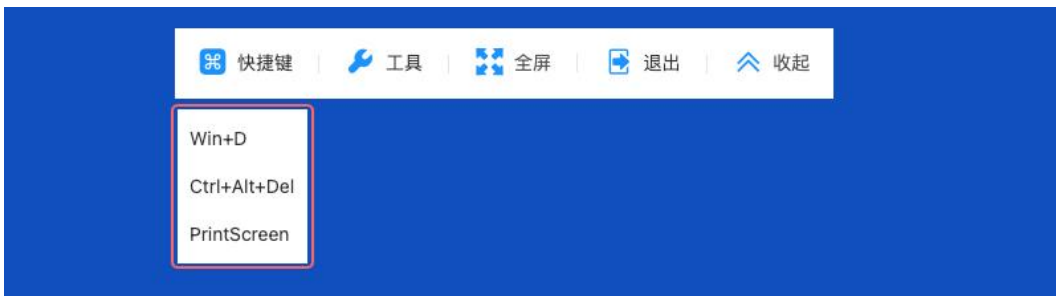 快捷键 工具 全屏 退出 收起
Win+D
Ctrl+Alt+Del
PrintScreen